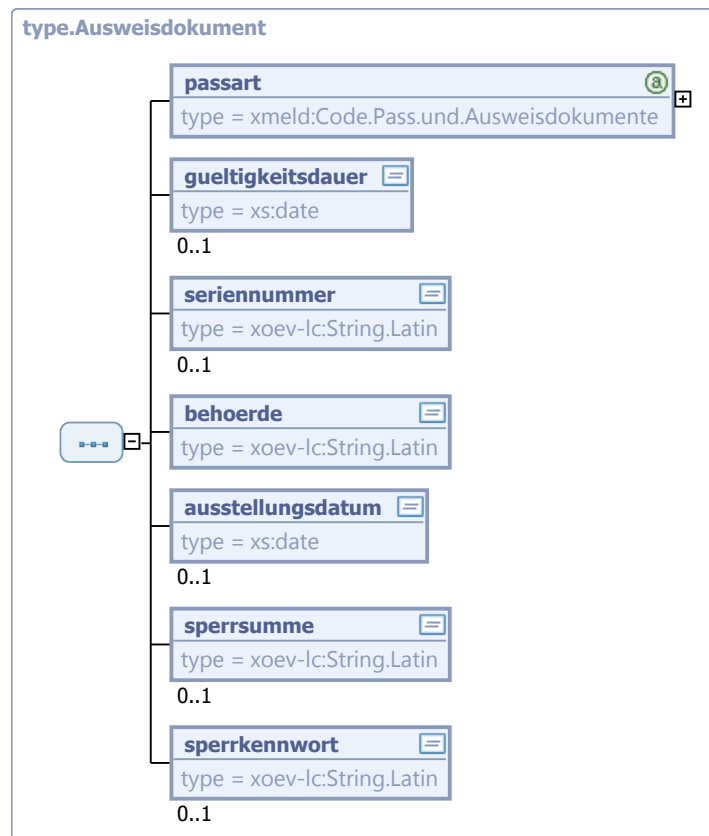 type.Ausweisdokument
passart
type = xmeld:Code.Pass.und.Ausweisdokumente
gueltigkeitsdauer
type = xs:date
0..1
seriennummer
type = xoev-lc:String.Latin
0..1
behoerde
type = xoev-lc:String.Latin
ausstellungsdatum
type = xs:date
0..1
sperrsumme
type = xoev-lc:String.Latin
0..1
sperrkennwort
type = xoev-lc:String.Latin
0..1